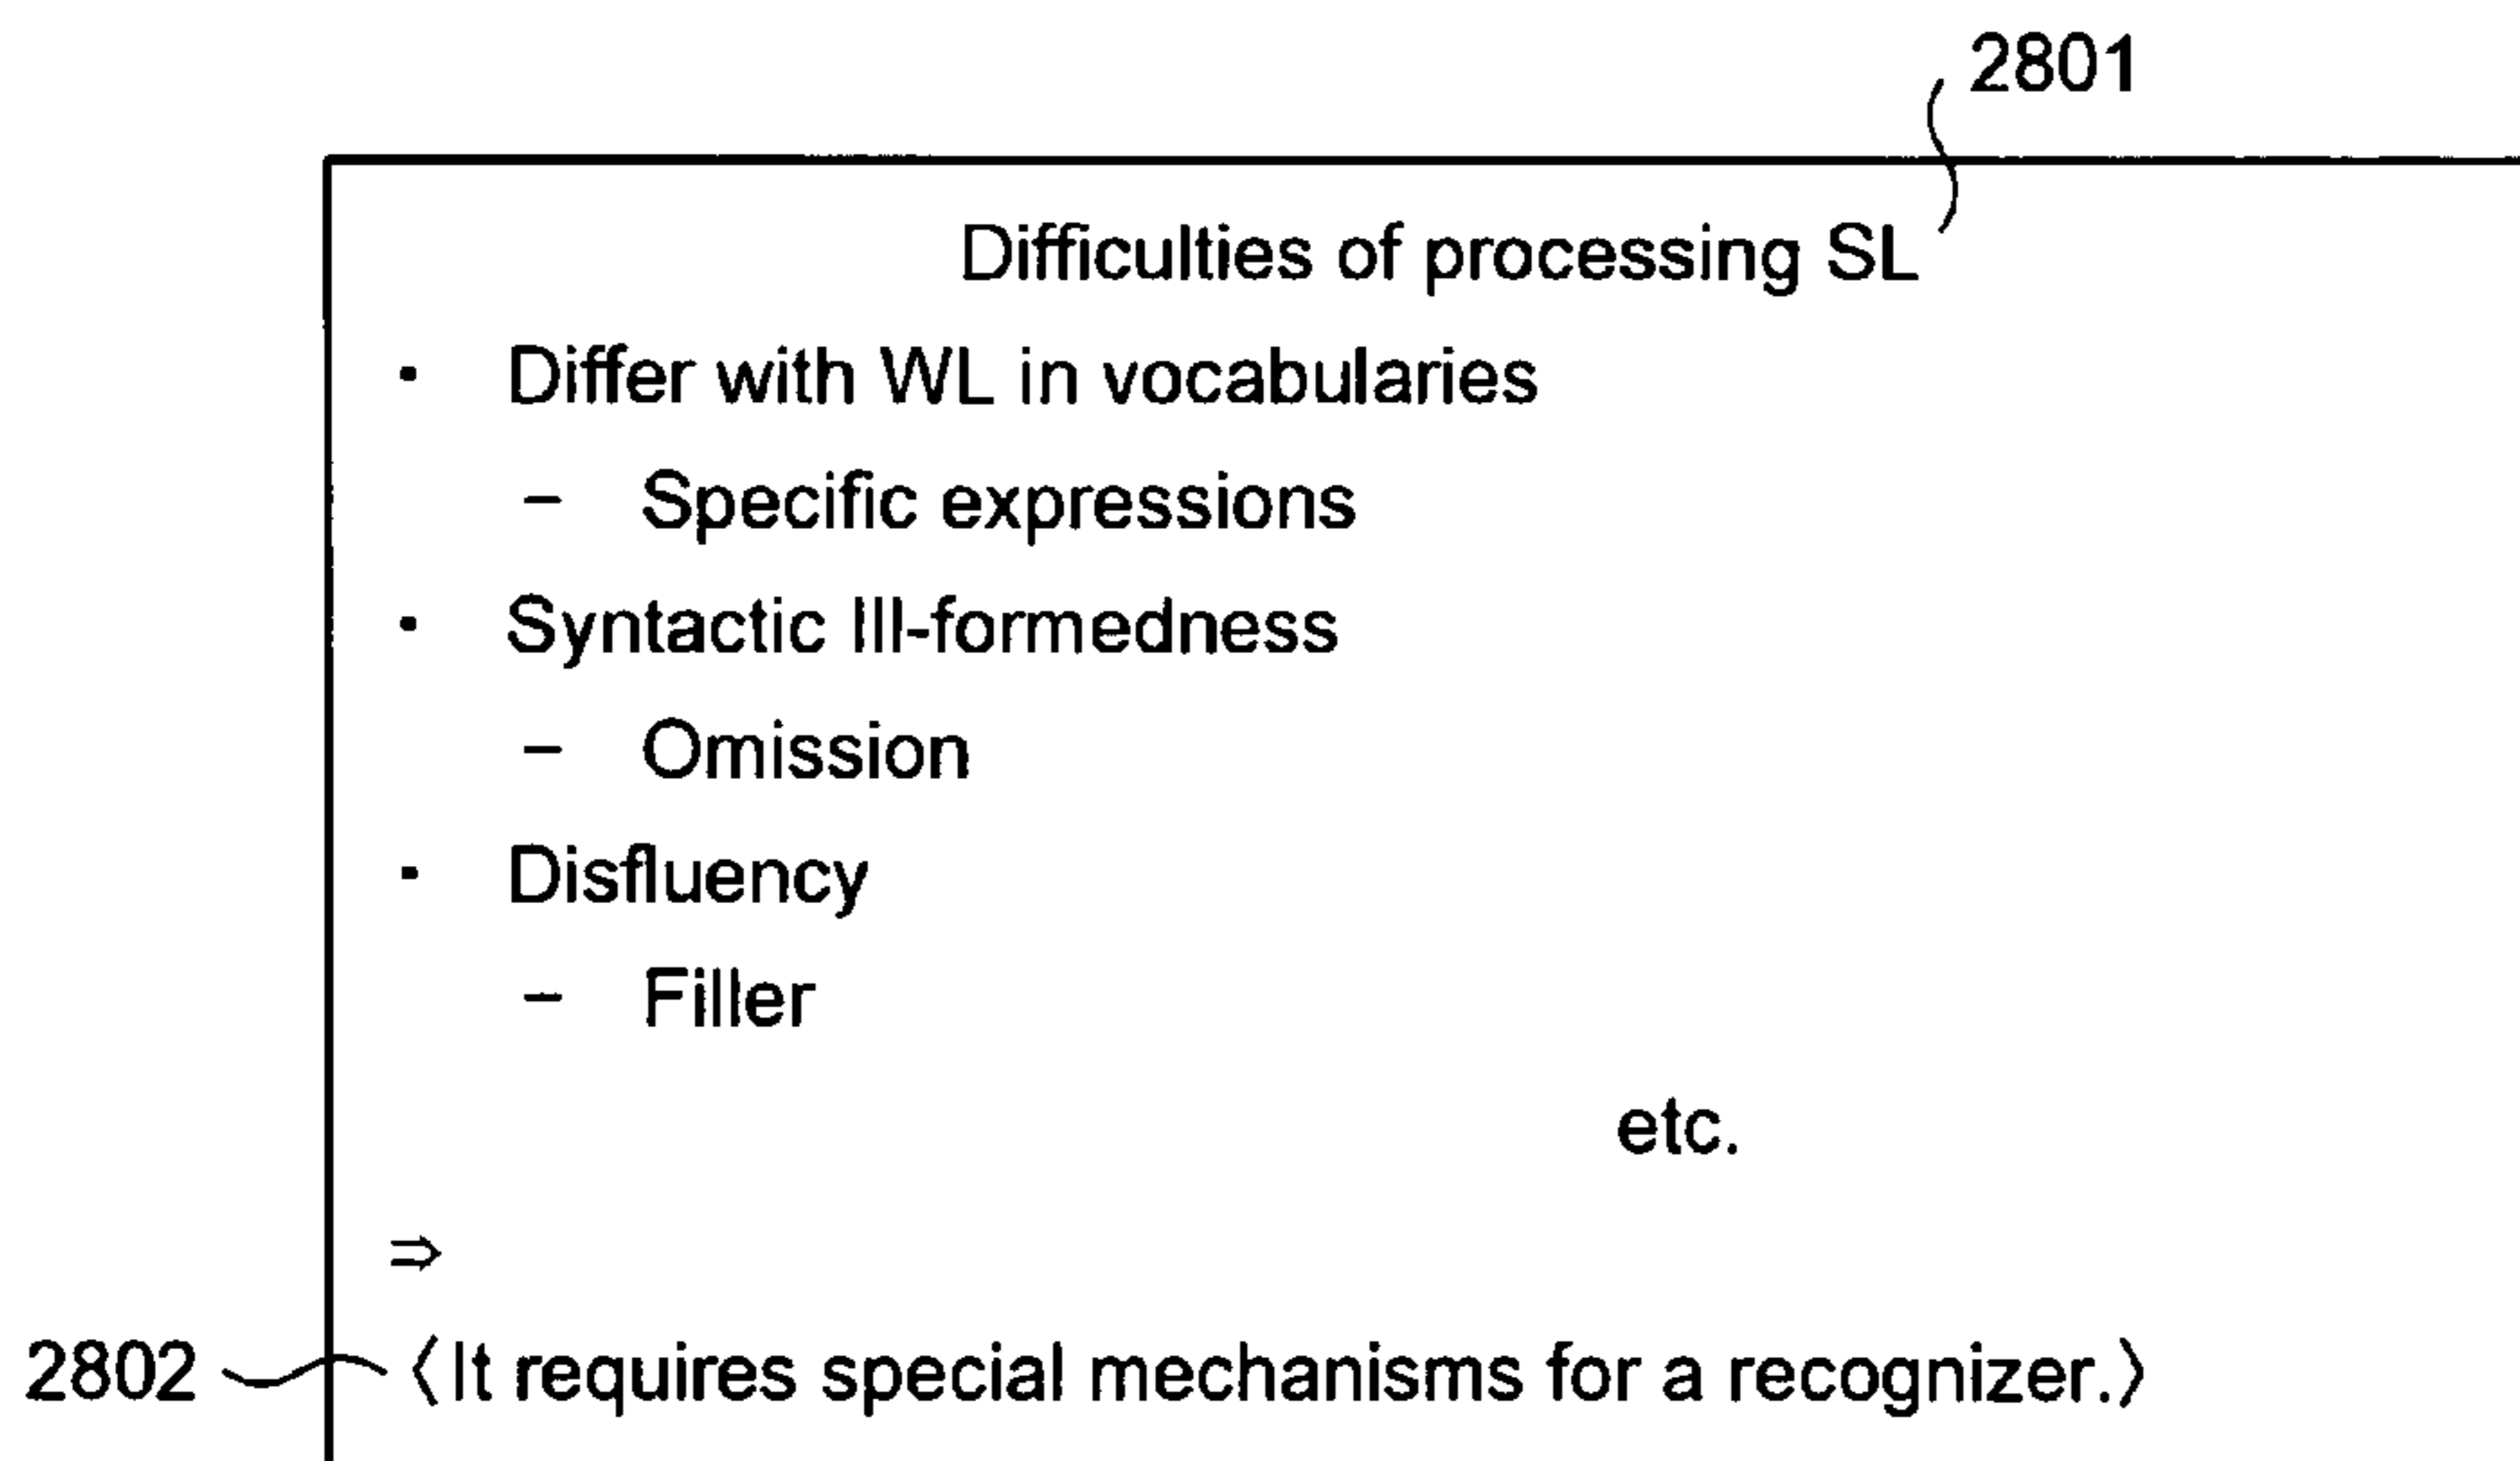 2801
Difficulties of processing SL
· Differ with WL in vocabularies
– Specific expressions
· Syntactic Ill-formedness
– Omission
· Disfluency
– Filler
etc.
⇒
2802 〈It requires special mechanisms for a recognizer.〉